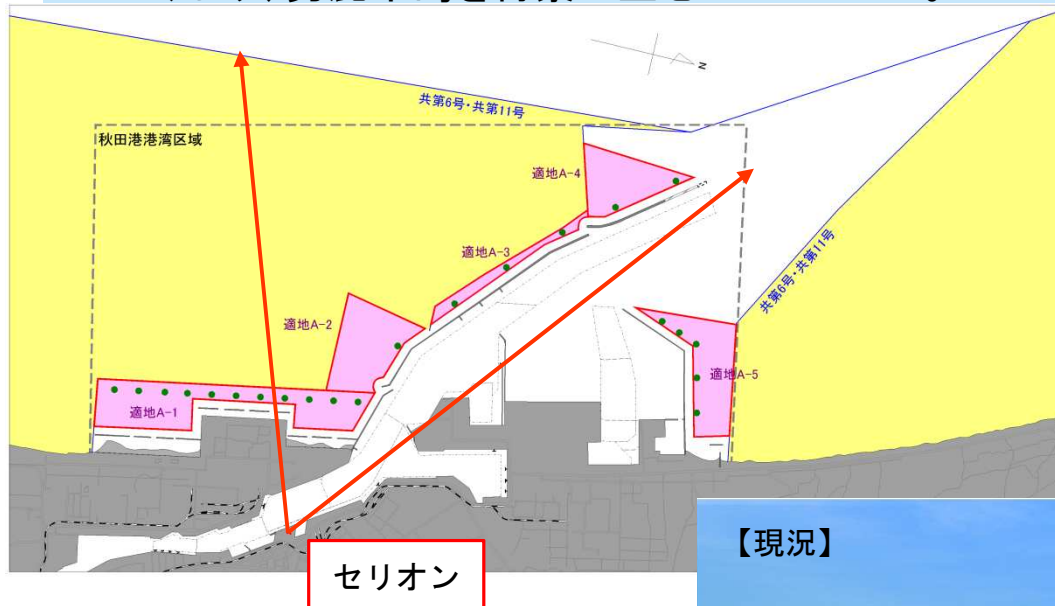 N
共第6号・共第11号
秋田港港湾区域
適地A-4
適地A-3
共第6号・共第11号
適地A-2
適地A-5
適地A-1
セリオン
【現況】